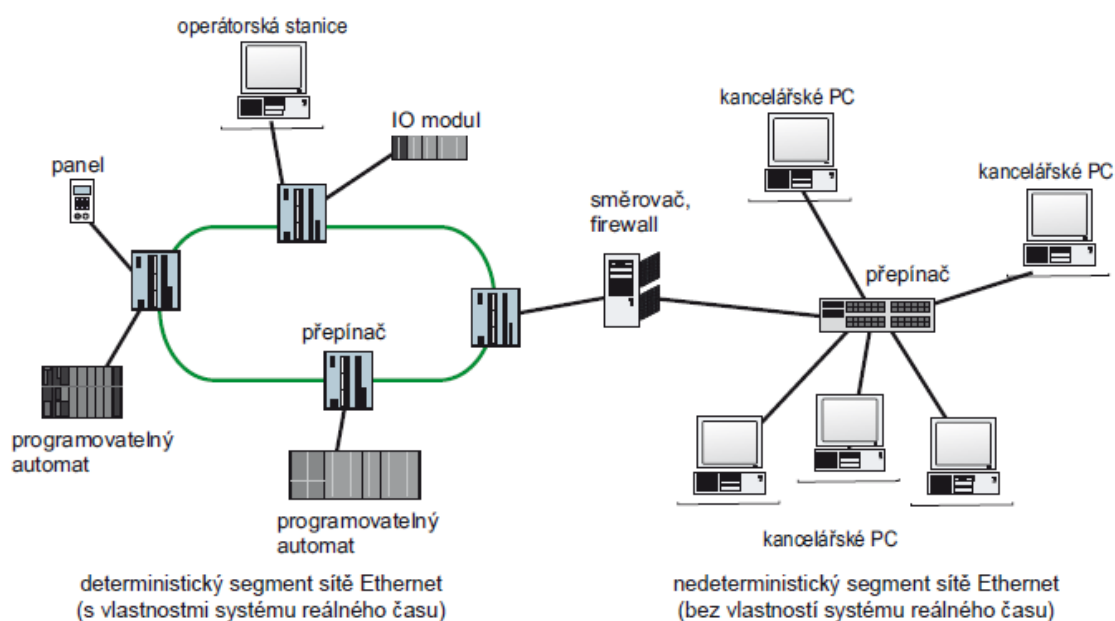 operátorská stanice
IO modul
panel
kancelářské PC
kancelářské PC
směrovač,
firewall
přepínač
přepínač
programovatelný
automat
programovatelný
automat
kancelářské PC
deterministický segment sítě Ethernet
(s vlastnostmi systému reálného času)
nedeterministický segment sítě Ethernet
(bez vlastností systému reálného času)